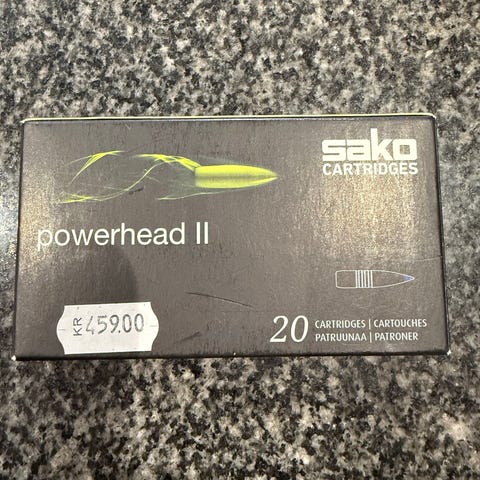 sako
CARTRIDGES
powerhead II
KR 459.00
20 CARTRIDGES | CARTOUCHES
PATRUUNAA | PATRONER